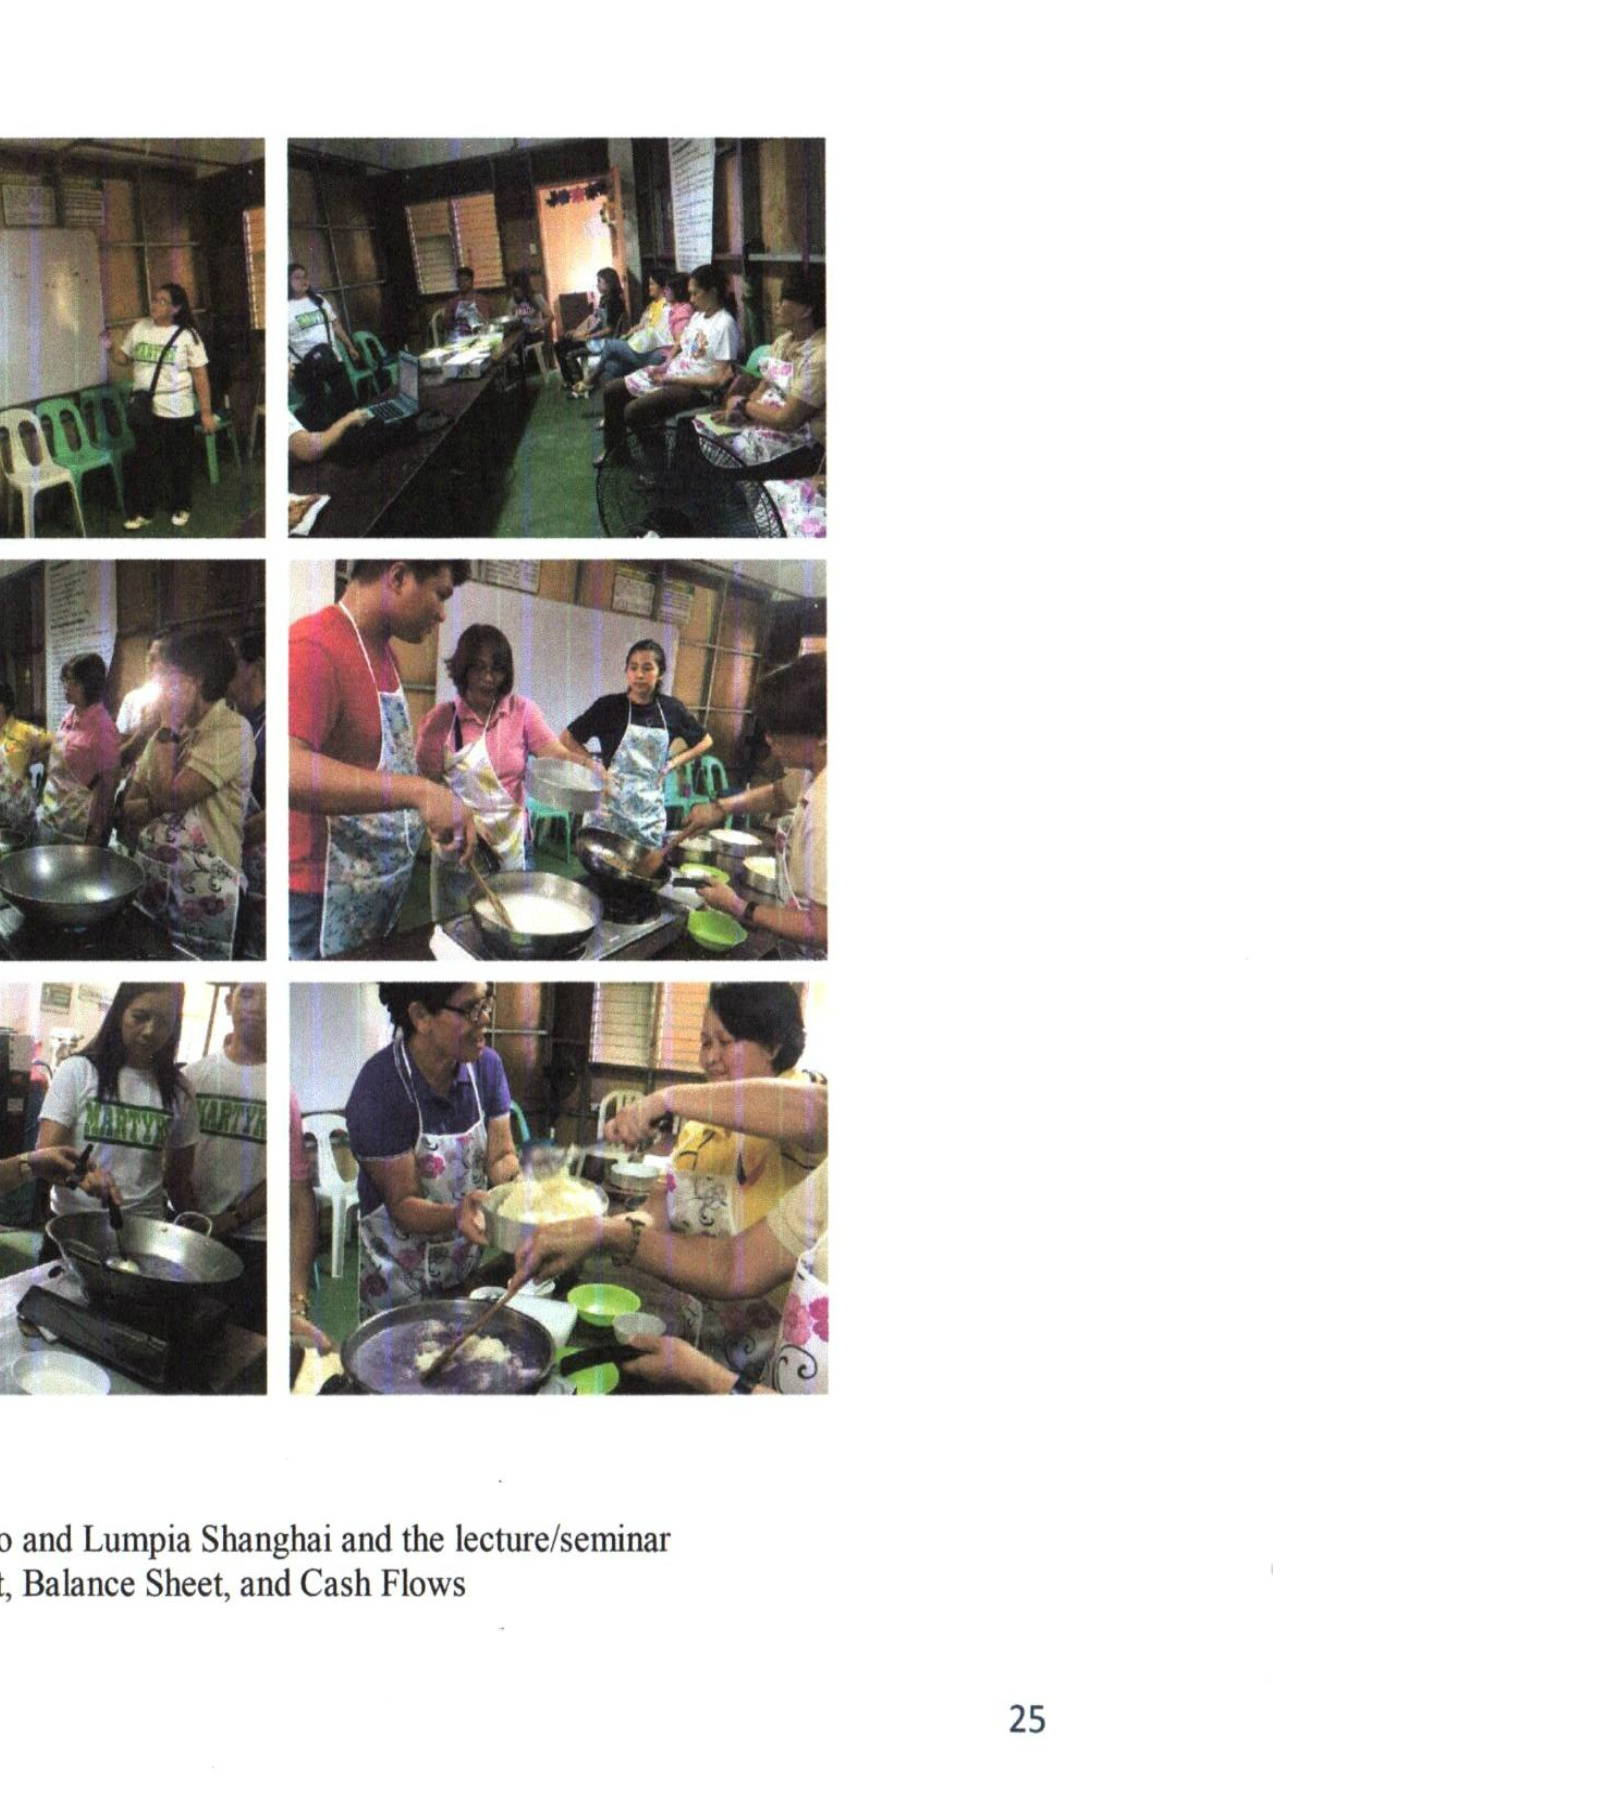 MARTYR
MARTYR
o and Lumpia Shanghai and the lecture/seminar
t, Balance Sheet, and Cash Flows
25